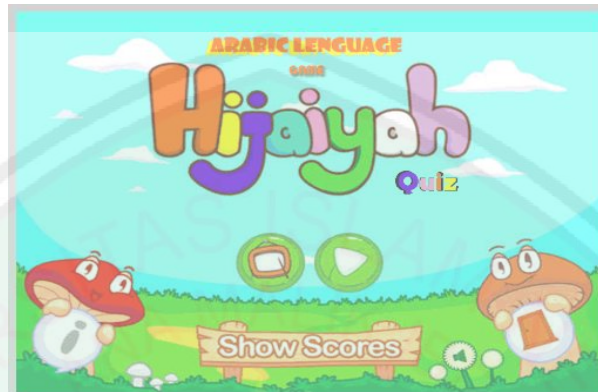 ARABIC LENGUAGE
GAME
Hijaiyah
Quiz
Show Scores
i